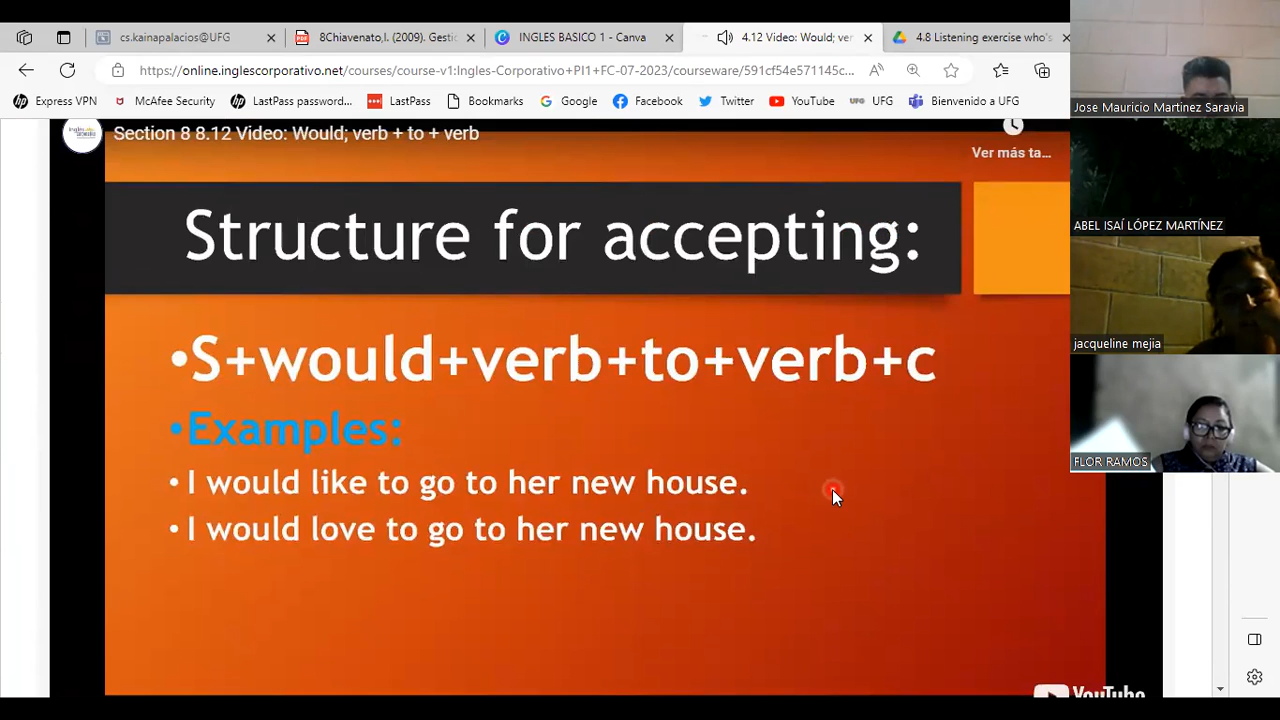 cs.kainapalacios@UFG
8Chiavenato,I. (2009). Gestic
INGLES BASICO 1 - Canva
4.12 Video: Would; ver
4.8 Listening exercise who's
https://online.inglescorporativo.net/courses/course-v1:Ingles-Corporativo+PI1+FC-07-2023/courseware/591cf54e571145c...
Express VPN
McAfee Security
LastPass password...
LastPass
Bookmarks
Google
Facebook
Twitter
YouTube
UFG
Bienvenido a UFG
Section 8 8.12 Video: Would; verb + to + verb
Ver más ta...
Structure for accepting:
•S+would+verb+to+verb+c
•Examples:
• I would like to go to her new house.
• I would love to go to her new house.
YouTube
Jose Mauricio Martinez Saravia
ABEL ISAÍ LÓPEZ MARTÍNEZ
jacqueline mejia
FLOR RAMOS